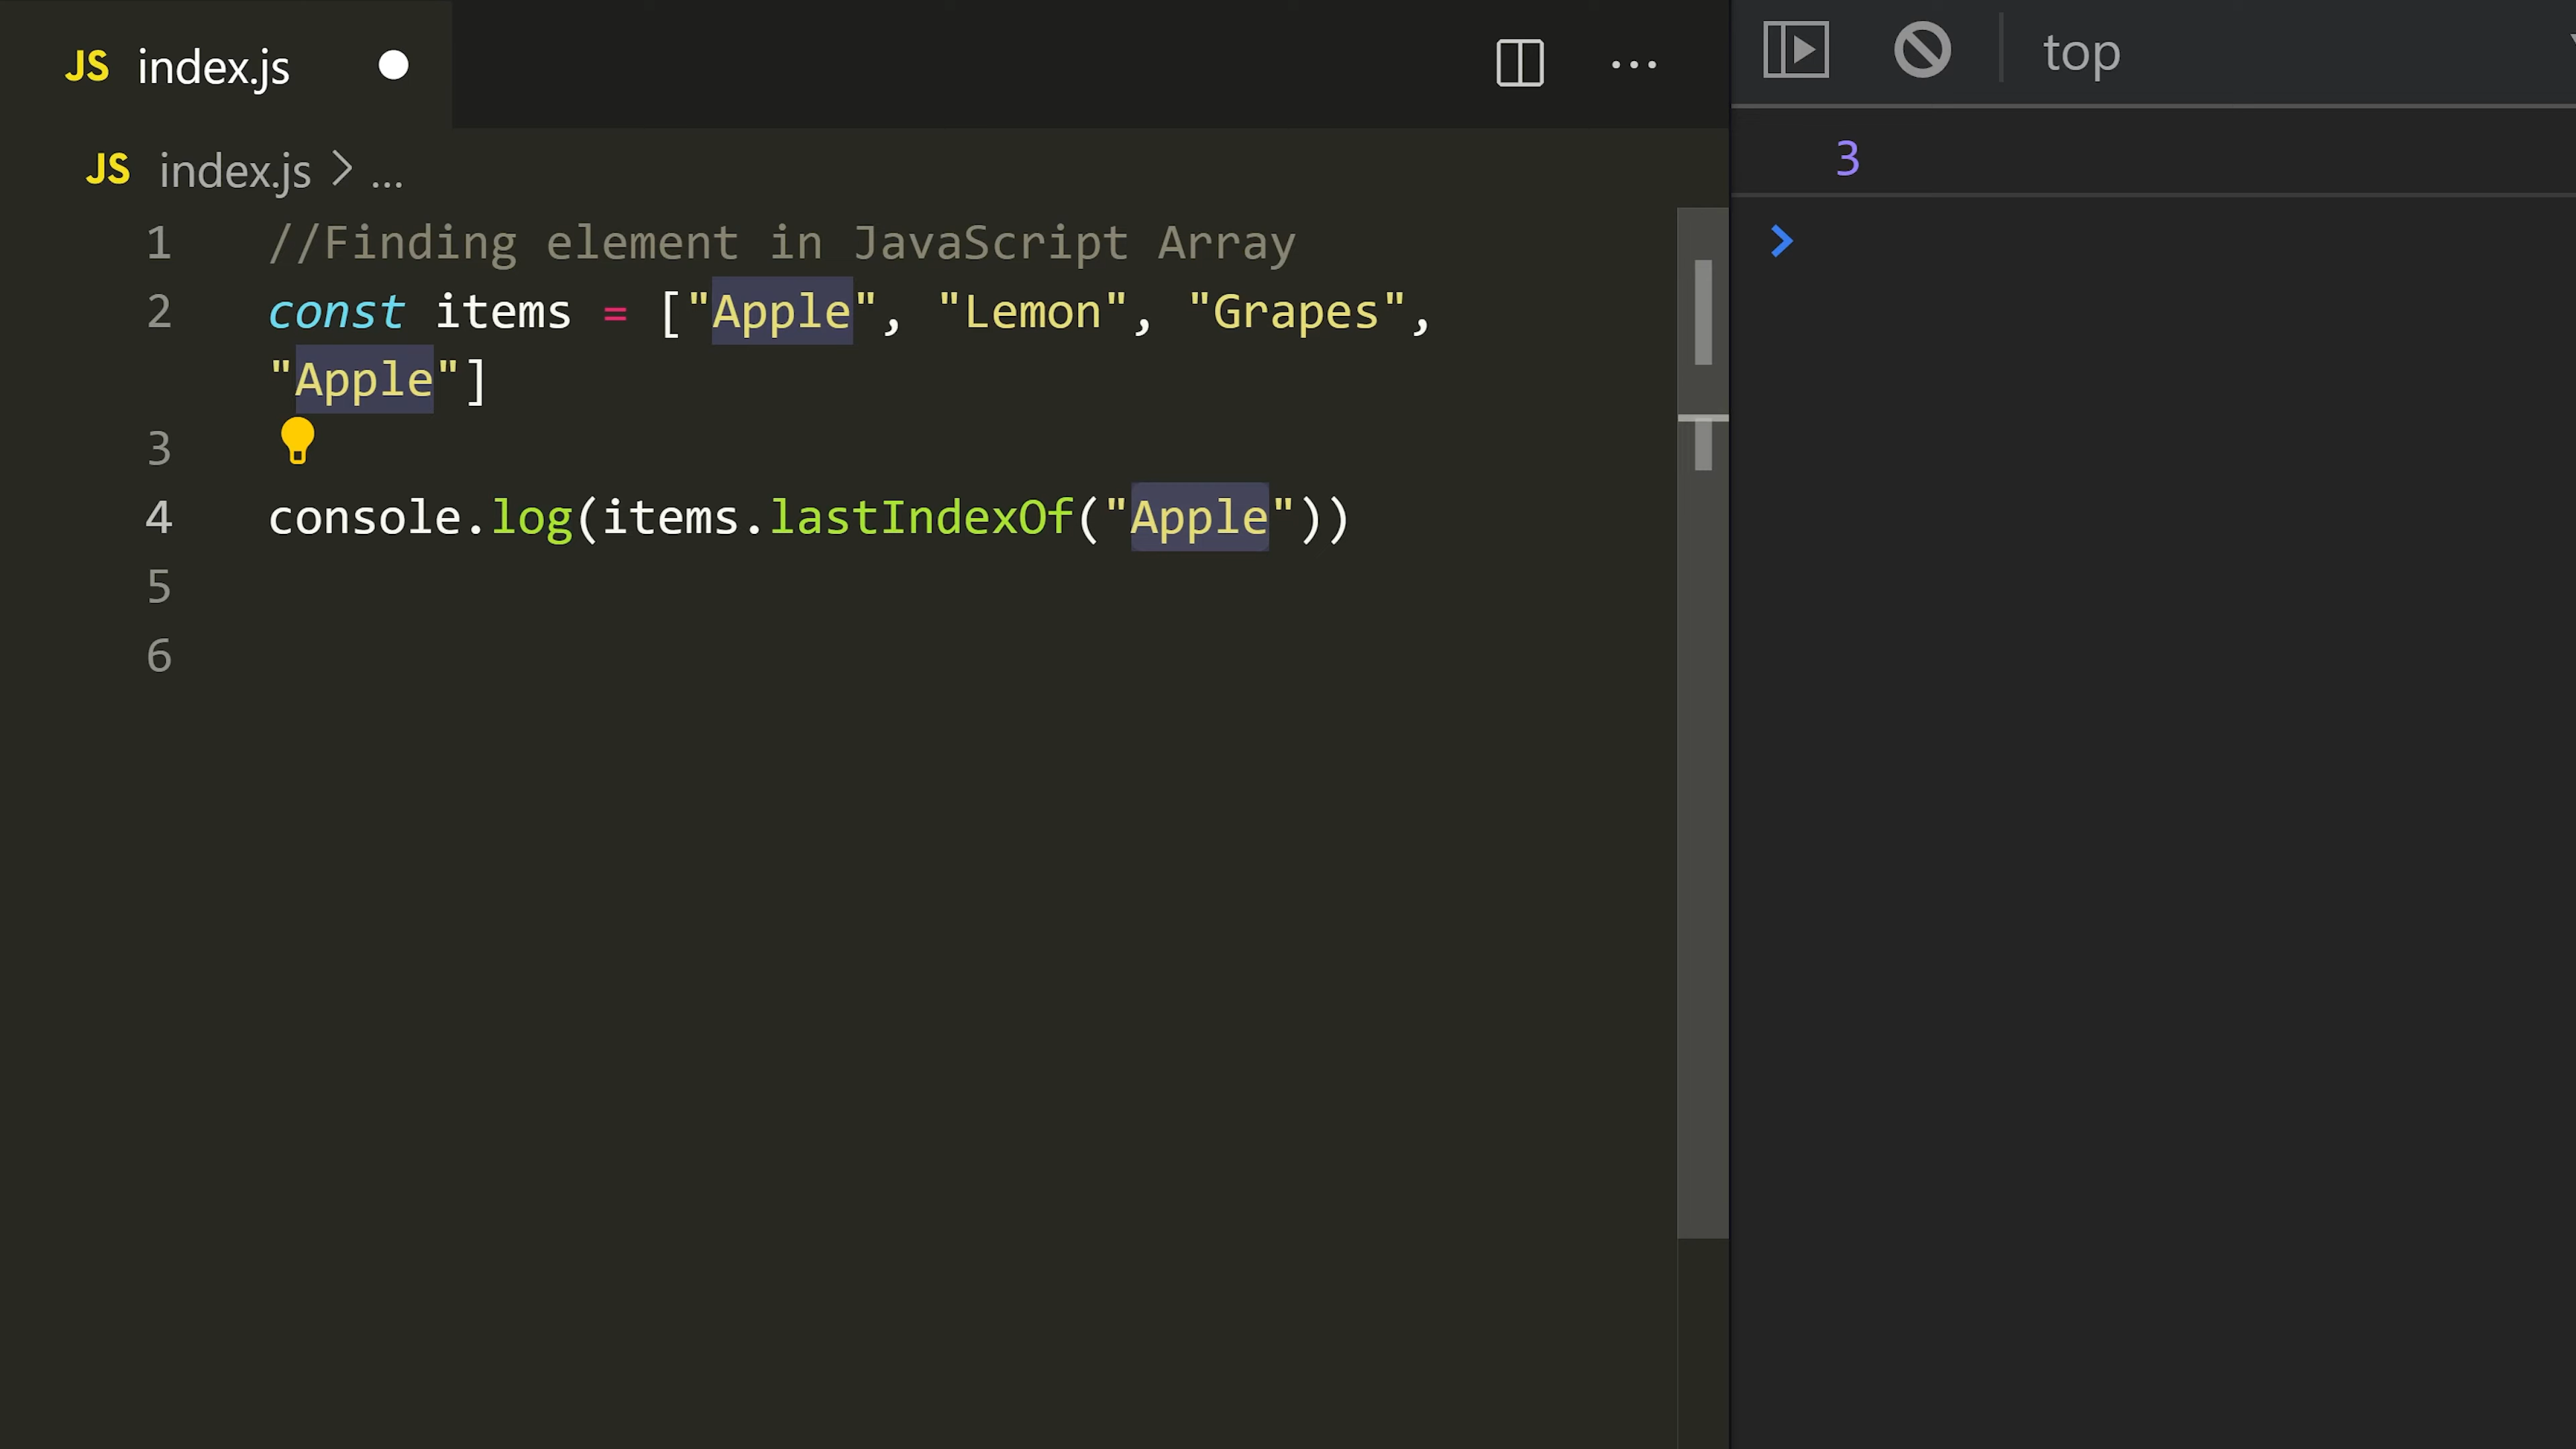 JS index.js
JS index.js > ...
1 //Finding element in JavaScript Array
2 const items = ["Apple", "Lemon", "Grapes",
"Apple"]
3
4 console.log(items.lastIndexOf("Apple"))
5
6
top
3
>